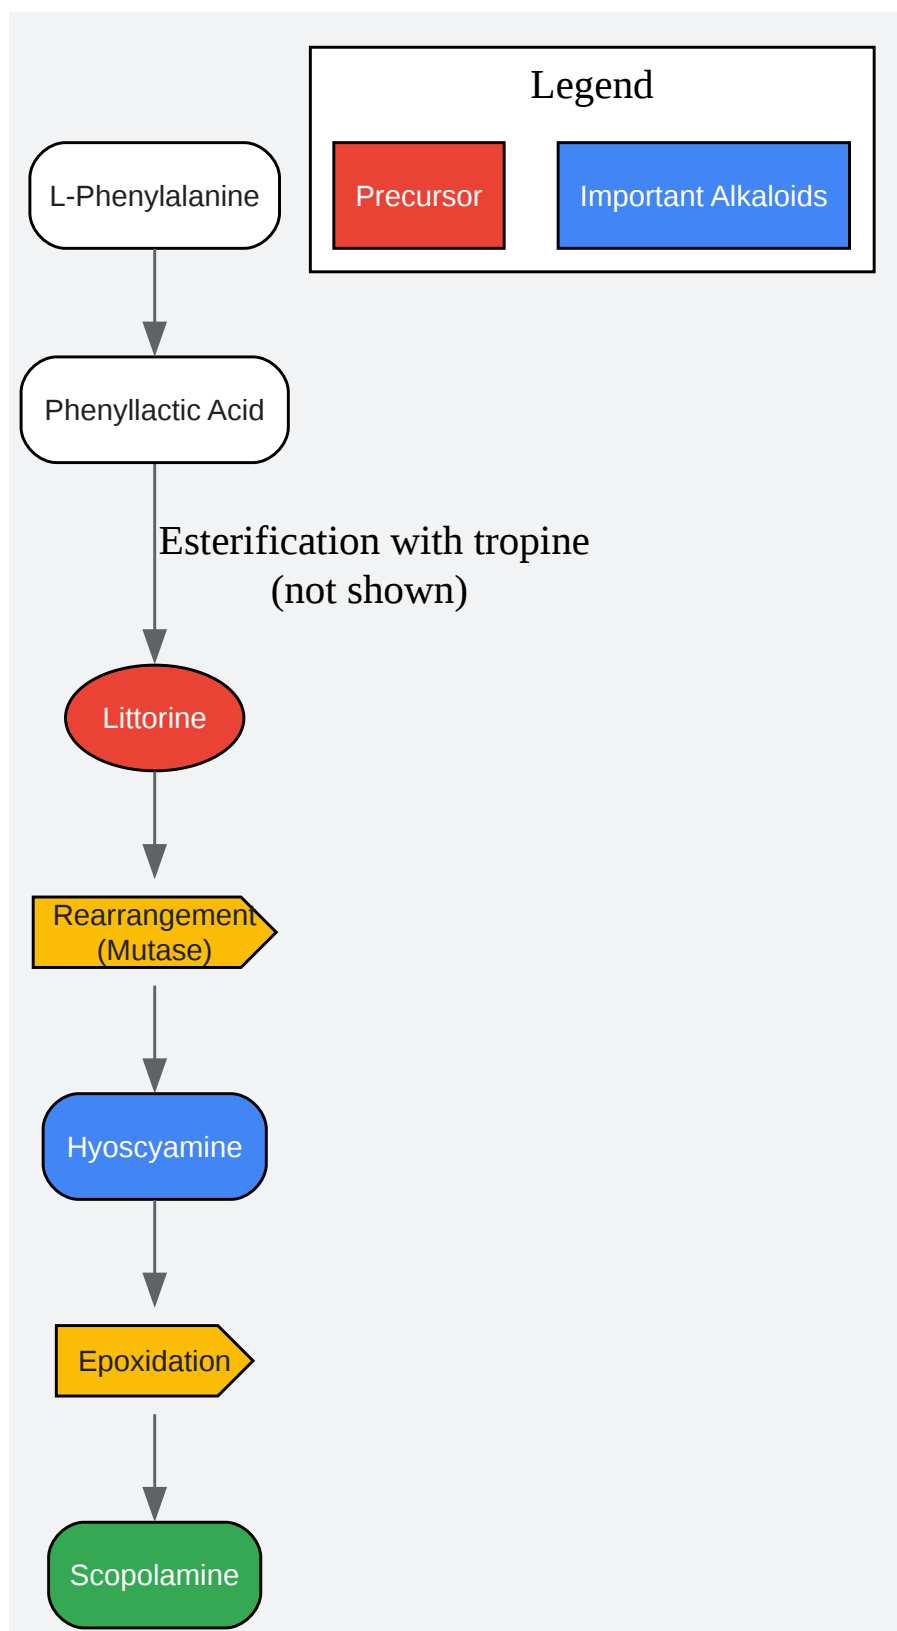 Legend
Precursor
Important Alkaloids
L-Phenylalanine
Phenyllactic Acid
Esterification with tropine
(not shown)
Littorine
Rearrangement
(Mutase)
Hyoscyamine
Epoxidation
Scopolamine